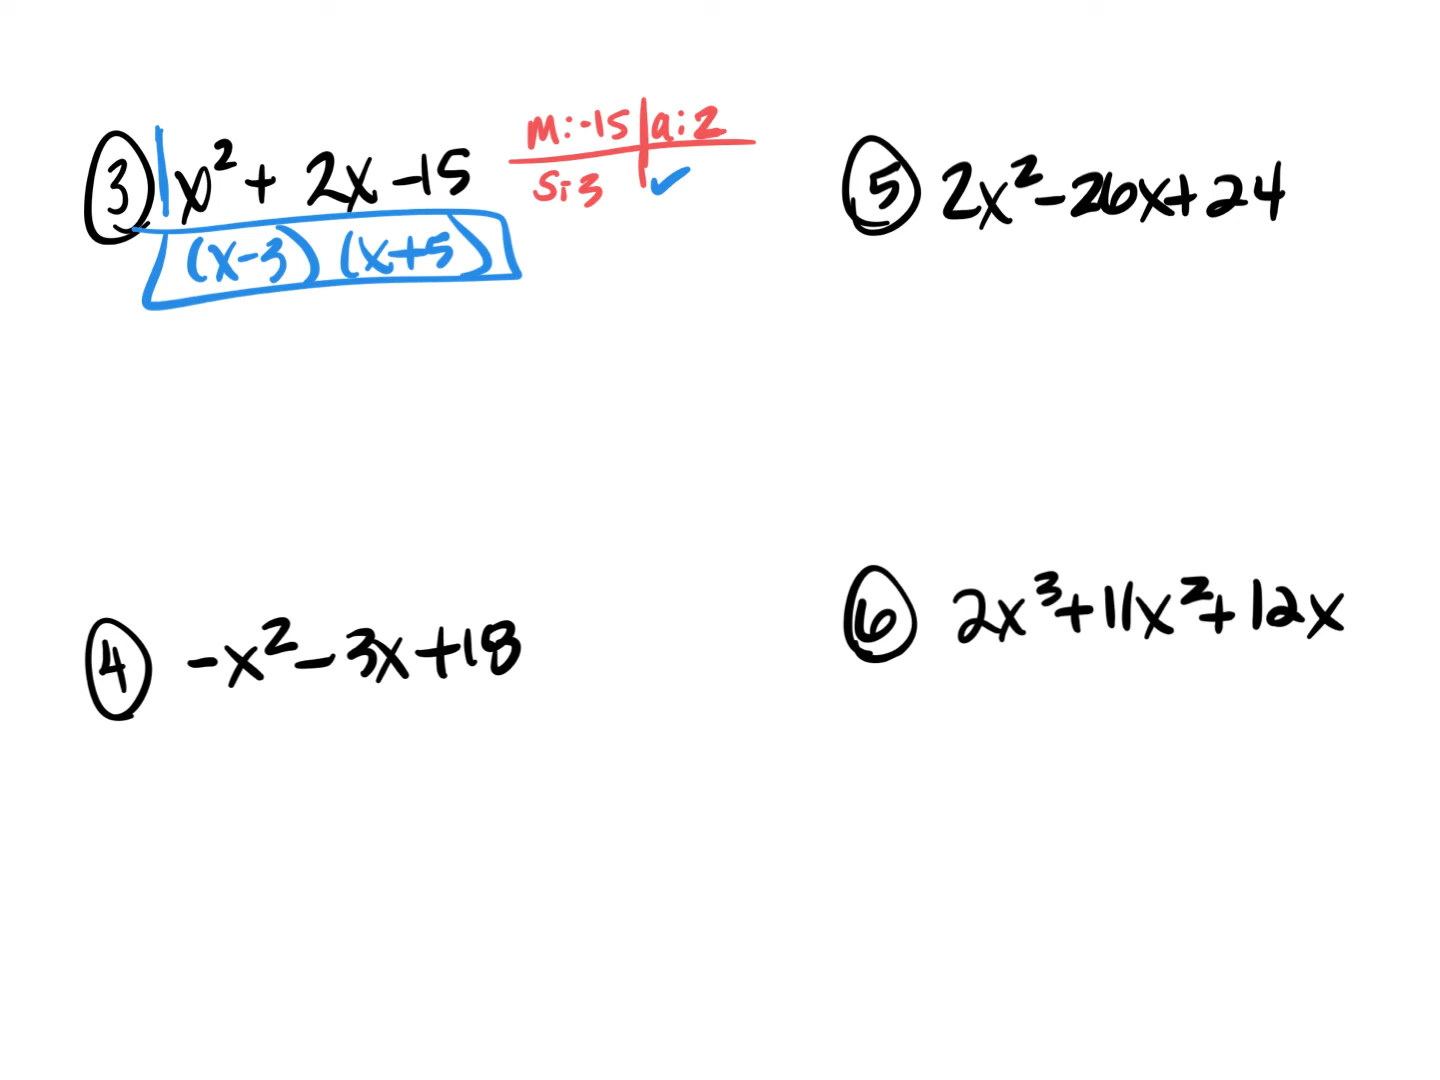 ③ x² + 2x - 15
m: -15 | a: 2
S: 3 ✓
(x-3) (x+5)
④ -x² - 3x + 18
⑤ 2x² - 26x + 24
⑥ 2x³ + 11x² + 12x